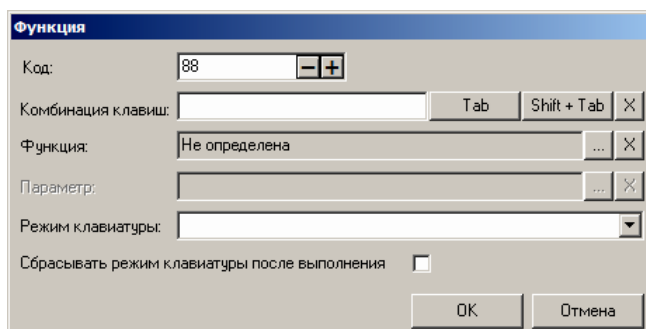 Функция
Код: 88
Комбинация клавиш: Tab Shift + Tab X
Функция: Не определена ... X
Параметр: ... X
Режим клавиатуры:
Сбрасывать режим клавиатуры после выполнения
OK Отмена